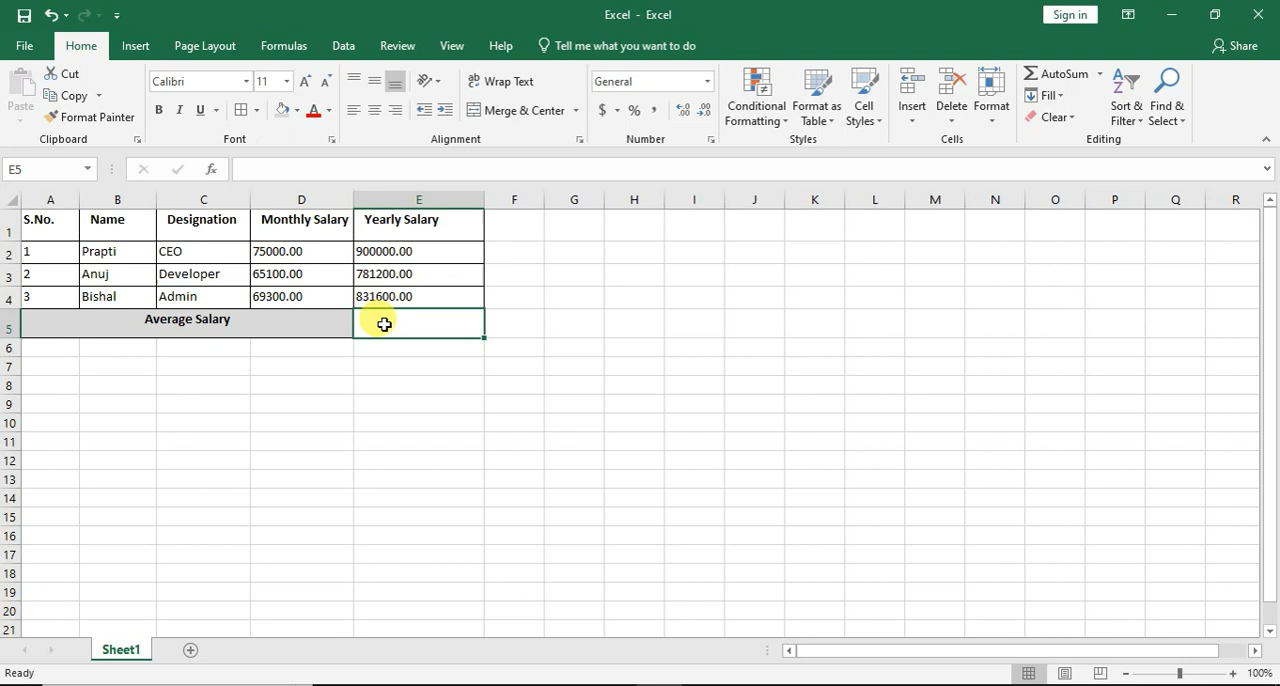 Excel - Excel
Sign in
File Home Insert Page Layout Formulas Data Review View Help Tell me what you want to do Share
Paste
Cut
Copy
Format Painter
Clipboard
Calibri 11
B I U
Font
Wrap Text
Merge & Center
Alignment
General
$ % ,
Number
Conditional Formatting
Format as Table
Cell Styles
Styles
Insert Delete Format
Cells
AutoSum
Fill
Clear
Sort & Filter
Find & Select
Editing
E5 fx
A B C D E F G H I J K L M N O P Q R
1 S.No. Name Designation Monthly Salary Yearly Salary
2 1 Prapti CEO 75000.00 900000.00
3 2 Anuj Developer 65100.00 781200.00
4 3 Bishal Admin 69300.00 831600.00
5 Average Salary
6
7
8
9
10
11
12
13
14
15
16
17
18
19
20
21
Sheet1
Ready 100%